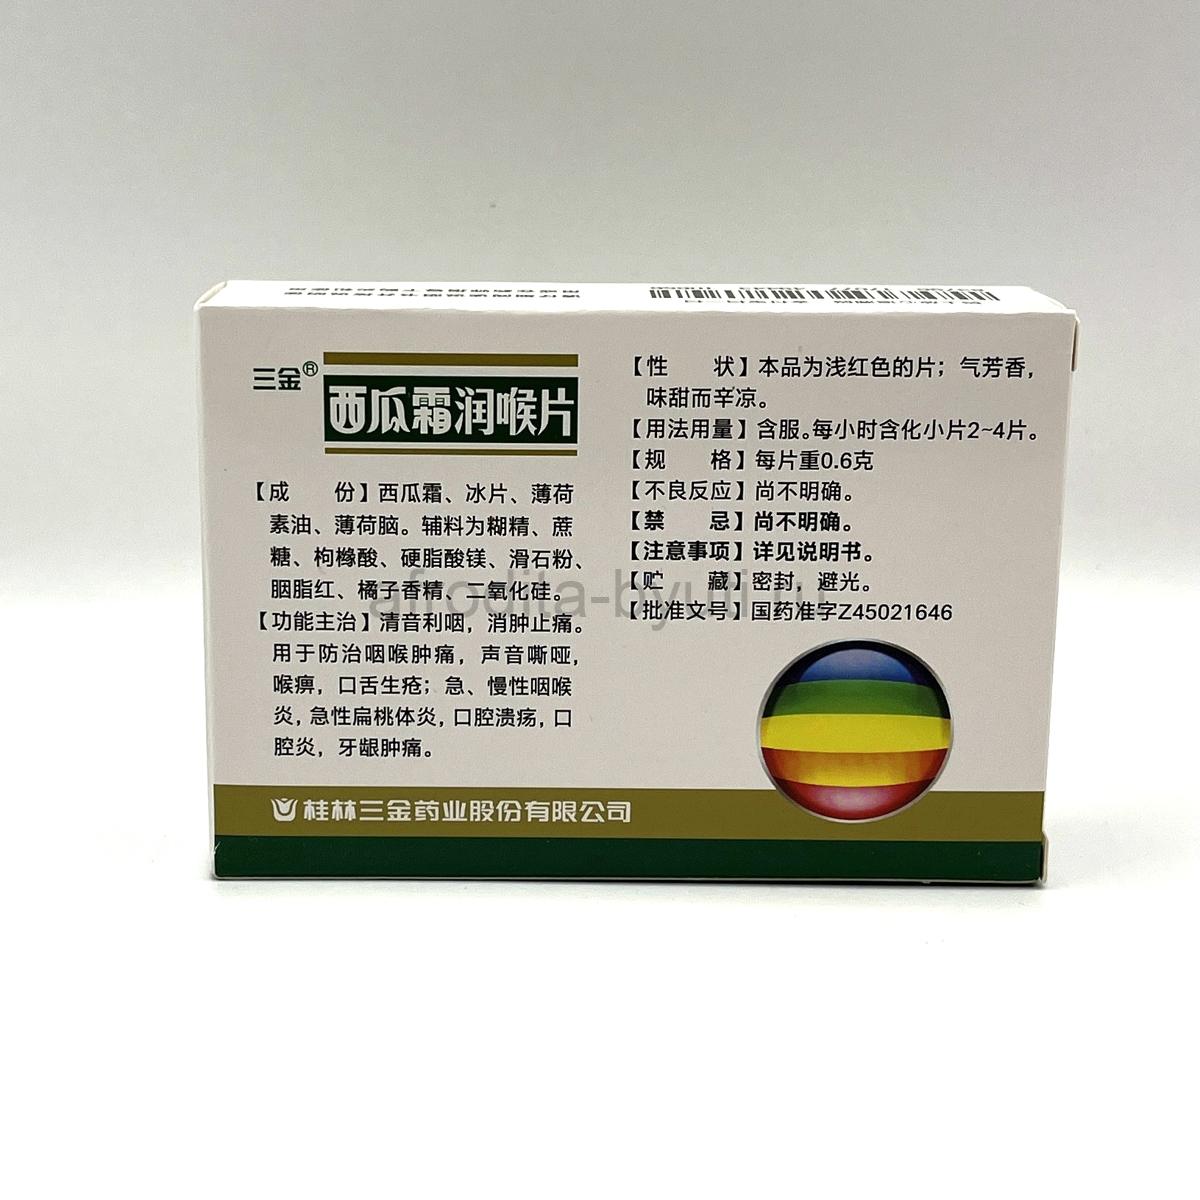 三金®
西瓜霜润喉片
【成 份】西瓜霜、冰片、薄荷
素油、薄荷脑。辅料为糊精、蔗
糖、枸橼酸、硬脂酸镁、滑石粉、
胭脂红、橘子香精、二氧化硅。
【功能主治】清音利咽，消肿止痛。
用于防治咽喉肿痛，声音嘶哑，
喉痹，口舌生疮；急、慢性咽喉
炎，急性扁桃体炎，口腔溃疡，口
腔炎，牙龈肿痛。
【性 状】本品为浅红色的片；气芳香，
味甜而辛凉。
【用法用量】含服。每小时含化小片2~4片。
【规 格】每片重0.6克
【不良反应】尚不明确。
【禁 忌】尚不明确。
【注意事项】详见说明书。
【贮 藏】密封，避光。
【批准文号】国药准字Z45021646
桂林三金药业股份有限公司
afrodita-byuti.ru